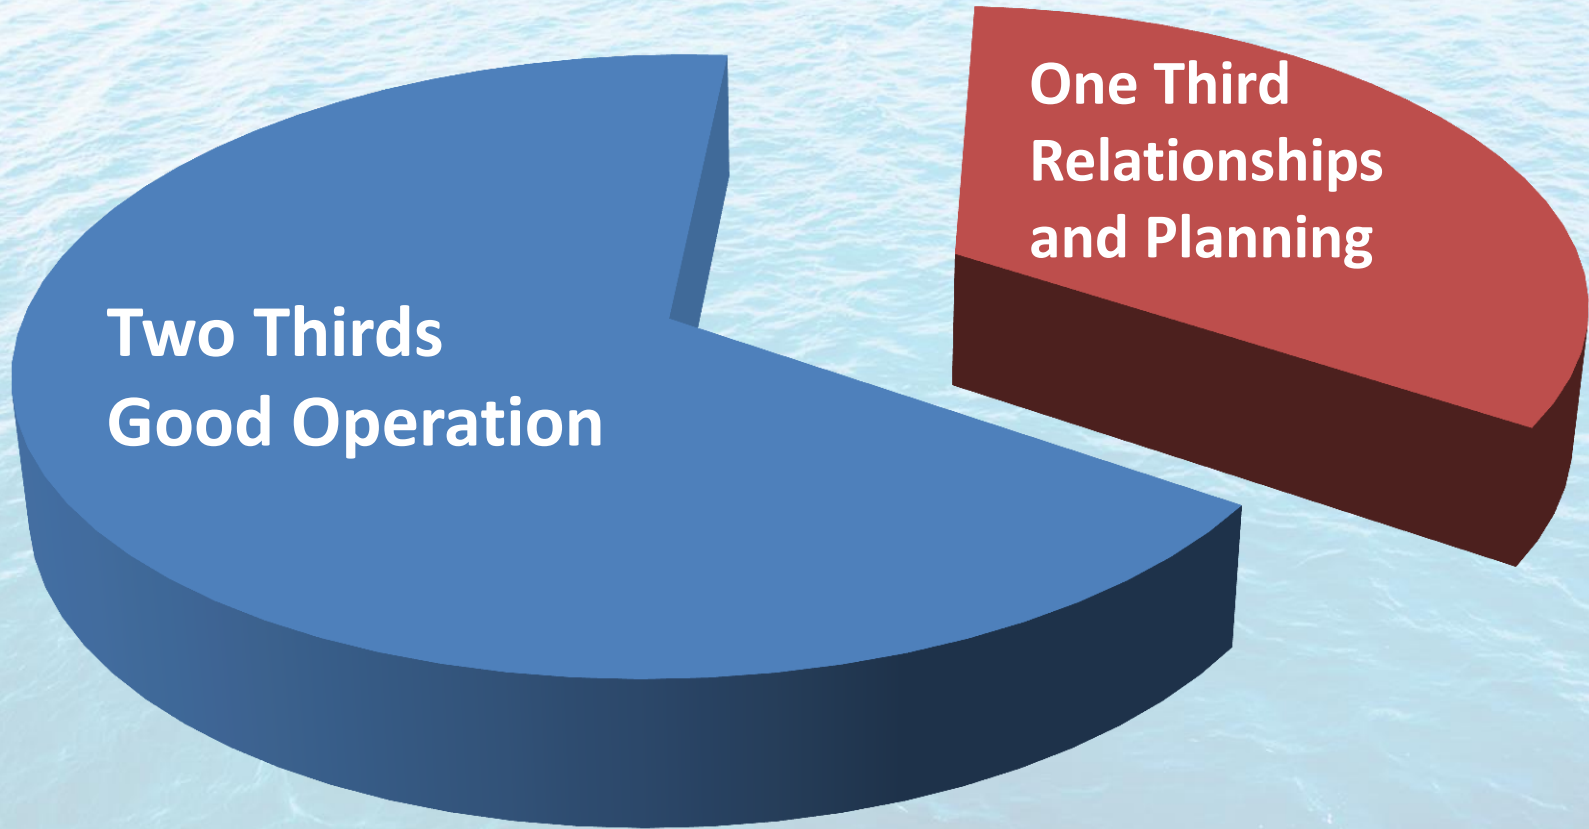 One Third
Relationships
and Planning
Two Thirds
Good Operation